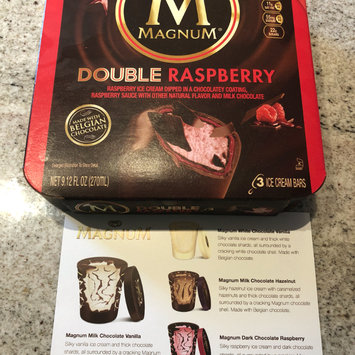 M
MAGNUM
DOUBLE RASPBERRY
RASPBERRY ICE CREAM DIPPED IN A CHOCOLATEY COATING,
RASPBERRY SAUCE WITH OTHER NATURAL FLAVOR AND MILK CHOCOLATE
MADE WITH
BELGIAN
CHOCOLATE
NET 9.12 FL OZ (270mL)
3 ICE CREAM BARS
DOUBLE
MAGNUM
Chocolate Vanilla
Silky vanilla ice cream and thick white
chocolate shards, all surrounded
by a cracking white chocolate shell.
Made with Belgian chocolate.
Magnum Milk Chocolate Hazelnut
Silky hazelnut ice cream with caramelized
hazelnuts and thick chocolate shards, all
surrounded in a cracking Magnum chocolate
shell. Made with Belgian chocolate.
Magnum Milk Chocolate Vanilla
Silky vanilla ice cream and thick chocolate
shards, all surrounded by a cracking Magnum
Magnum Dark Chocolate Raspberry
Silky raspberry ice cream and dark chocolate